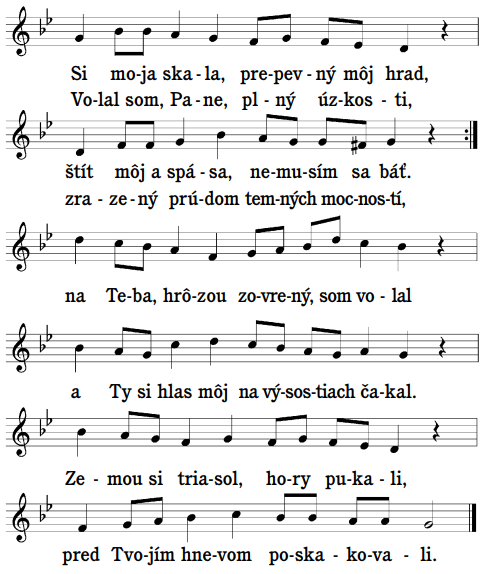 Si mo-ja ska-la, pre-pev-ný môj hrad,
Vo-lal som, Pa-ne, pl-ný úz-kos-ti,
štít môj a spá-sa, ne-mu-sím sa báť.
zra-ze-ný prú-dom tem-ných moc-nos-tí,
na Te-ba, hrô-zou zo-vre-ný, som vo-lal
a Ty si hlas môj na vý-sos-tiach ča-kal.
Ze-mou si tria-sol, ho-ry pu-ka-li,
pred Tvo-jím hne-vom po-ska-ko-va-li.